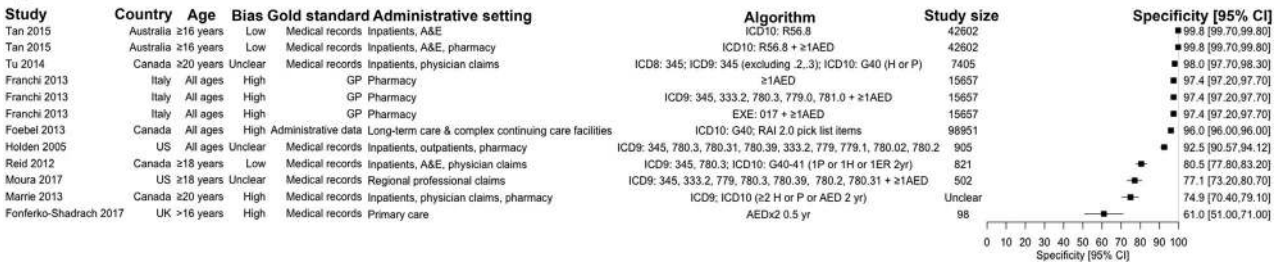 Study Country Age Bias Gold standard Administrative setting Algorithm Study size Specificity [95% CI]
Tan 2015 Australia ≥16 years Low Medical records Inpatients, A&E ICD10: R56.8 42602 99.8 [99.70,99.80]
Tan 2015 Australia ≥16 years Low Medical records Inpatients, A&E, pharmacy ICD10: R56.8 + ≥1AED 42602 99.8 [99.70,99.80]
Tu 2014 Canada ≥20 years Unclear Medical records Inpatients, physician claims ICD8: 345; ICD9: 345 (excluding .2,.3); ICD10: G40 (H or P) 7405 98.0 [97.70,98.30]
Franchi 2013 Italy All ages High GP Pharmacy ≥1AED 15657 97.4 [97.20,97.70]
Franchi 2013 Italy All ages High GP Pharmacy ICD9: 345, 333.2, 780.3, 779.0, 781.0 + ≥1AED 15657 97.4 [97.20,97.70]
Franchi 2013 Italy All ages High GP Pharmacy EXE: 017 + ≥1AED 15657 97.4 [97.20,97.70]
Foebel 2013 Canada All ages High Administrative data Long-term care & complex continuing care facilities ICD10: G40; RAI 2.0 pick list items 98951 96.0 [96.00,96.00]
Holden 2005 US All ages Unclear Medical records Inpatients, outpatients, pharmacy ICD9: 345, 780.3, 780.31, 780.39, 333.2, 779, 779.1, 780.02, 780.2 905 92.5 [90.57,94.12]
Reid 2012 Canada ≥18 years Low Medical records Inpatients, A&E, physician claims ICD9: 345, 780.3; ICD10: G40-41 (1P or 1H or 1ER 2yr) 821 80.5 [77.80,83.20]
Moura 2017 US ≥18 years Unclear Medical records Regional professional claims ICD9: 345, 333.2, 779, 780.3, 780.39, 780.2, 780.31 + ≥1AED 502 77.1 [73.20,80.70]
Marrie 2013 Canada ≥20 years High Medical records Inpatients, physician claims, pharmacy ICD9; ICD10 (≥2 H or P or AED 2 yr) Unclear 74.9 [70.40,79.10]
Fonferko-Shadrach 2017 UK >16 years High Medical records Primary care AEDx2 0.5 yr 98 61.0 [51.00,71.00]
0 10 20 30 40 50 60 70 80 90 100
Specificity [95% CI]